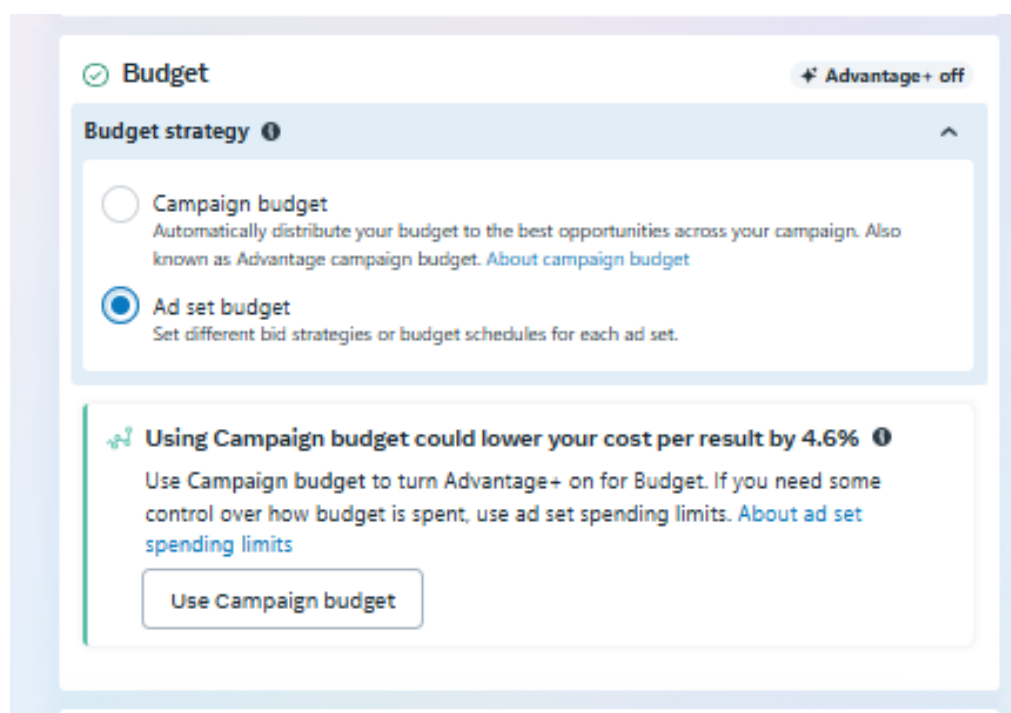 Budget
Advantage+ off
Budget strategy
Campaign budget
Automatically distribute your budget to the best opportunities across your campaign. Also
known as Advantage campaign budget. About campaign budget
Ad set budget
Set different bid strategies or budget schedules for each ad set.
Using Campaign budget could lower your cost per result by 4.6%
Use Campaign budget to turn Advantage+ on for Budget. If you need some
control over how budget is spent, use ad set spending limits. About ad set
spending limits
Use Campaign budget